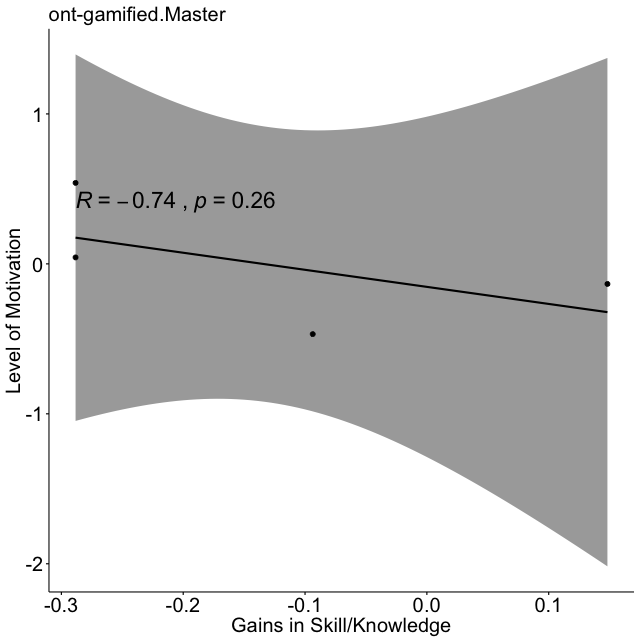 ont-gamified.Master
1
0
-1
-2
R = −0.74 , p = 0.26
Level of Motivation
-0.3 -0.2 -0.1 0.0 0.1
Gains in Skill/Knowledge